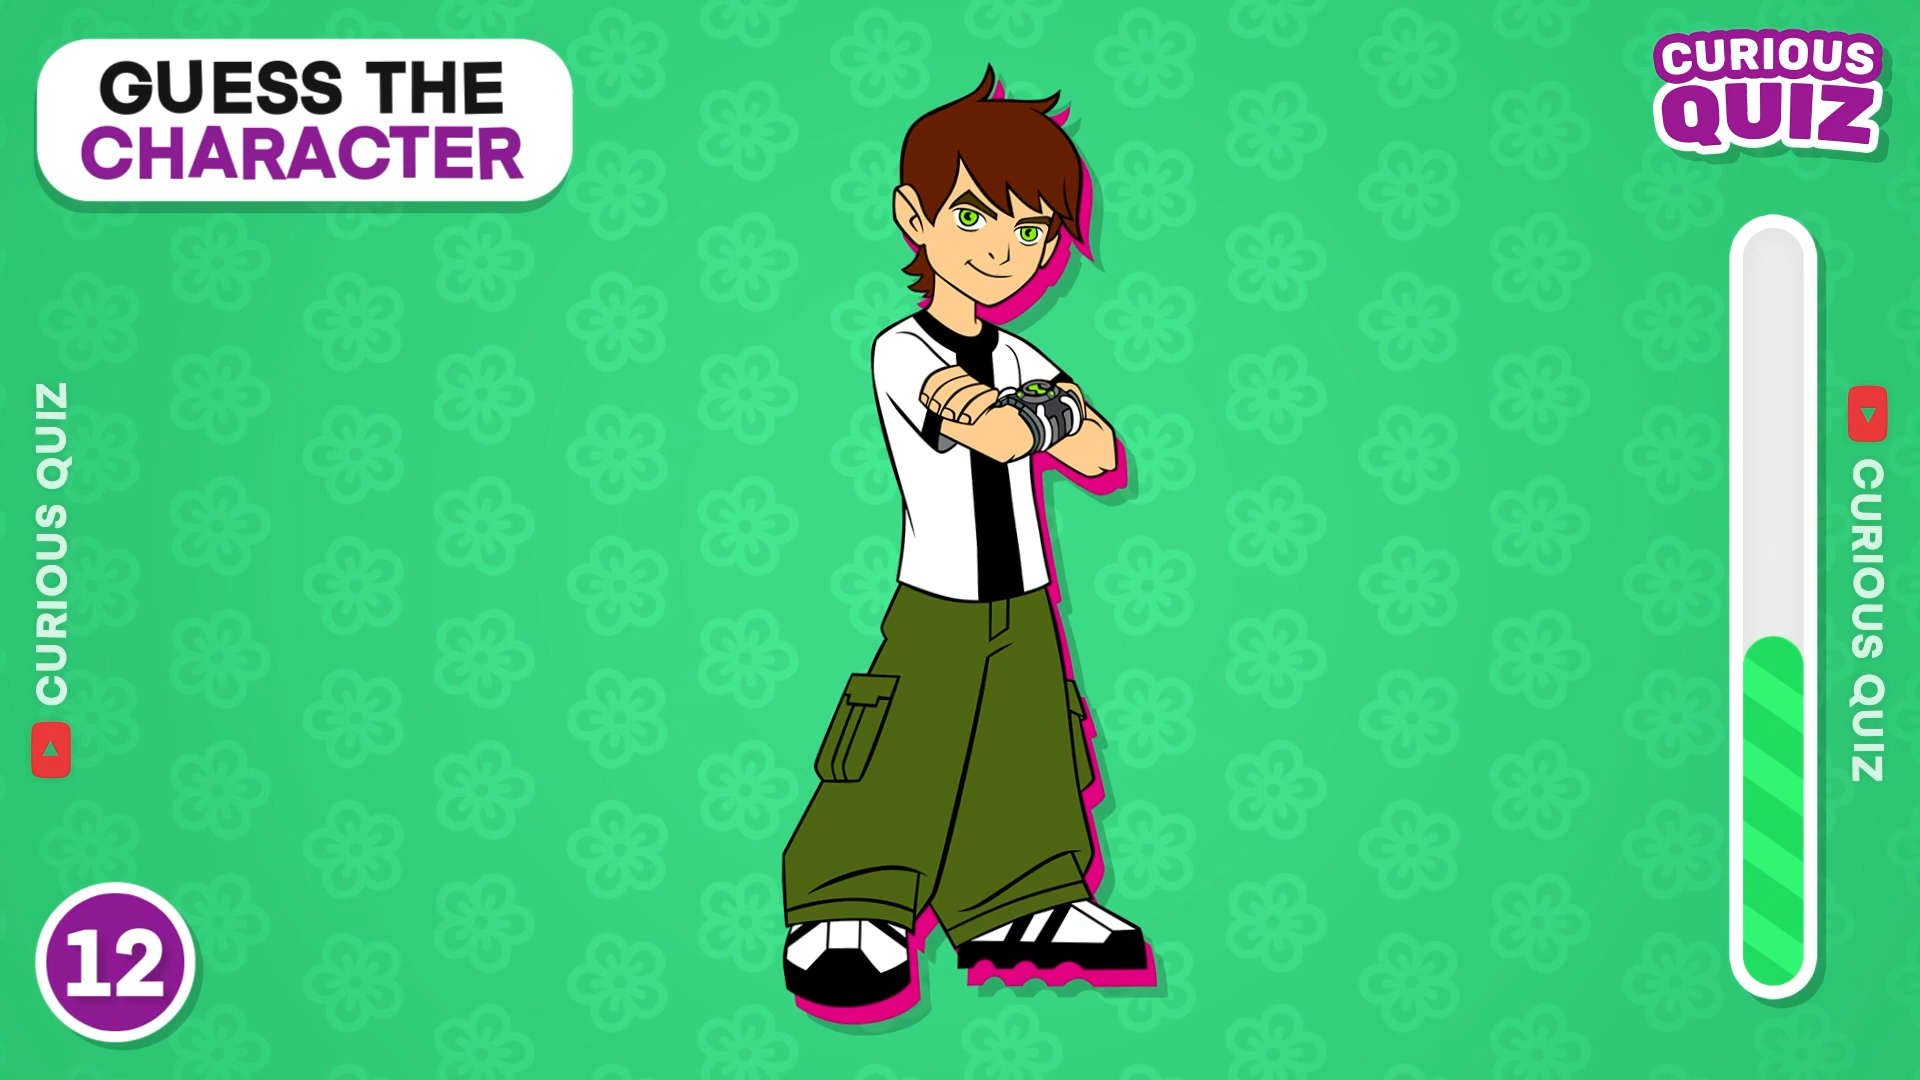 GUESS THE
CHARACTER
CURIOUS
QUIZ
CURIOUS QUIZ
CURIOUS QUIZ
12